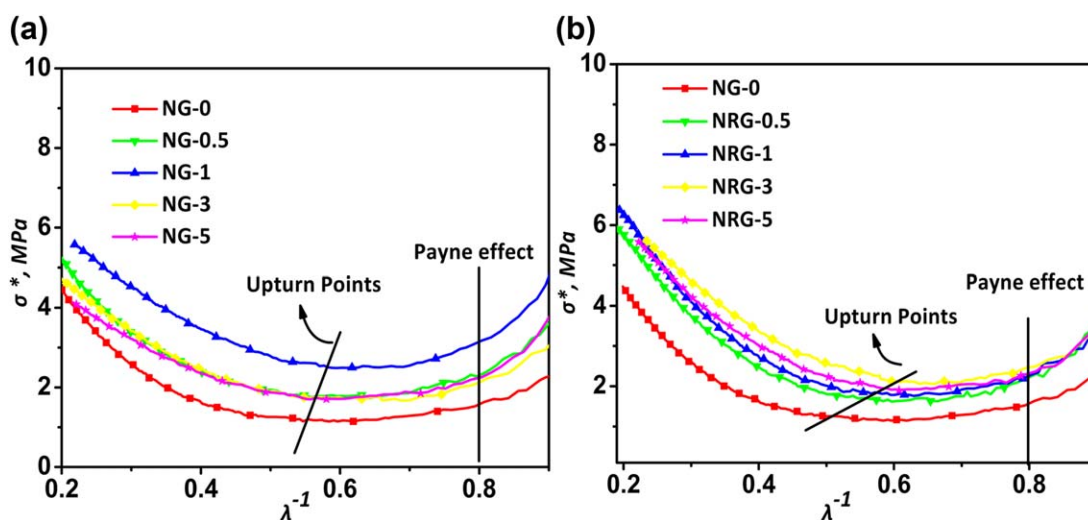 (a)
10
8
6
4
2
0
σ*, MPa
NG-0
NG-0.5
NG-1
NG-3
NG-5
Upturn Points
Payne effect
0.2
0.4
0.6
0.8
λ-1
(b)
10
8
6
4
2
σ*, MPa
NG-0
NRG-0.5
NRG-1
NRG-3
NRG-5
Payne effect
Upturn Points
0.2
0.4
0.6
0.8
λ-1